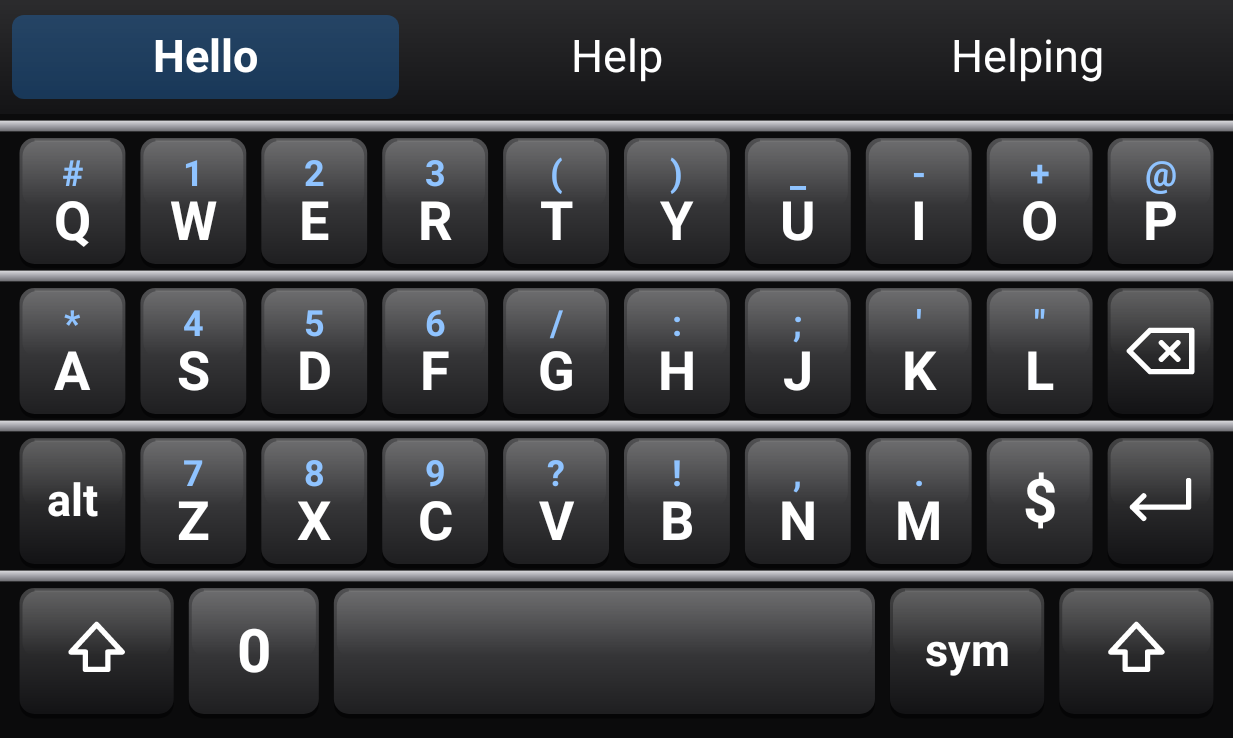 Hello Help Helping
# 1 2 3 ( ) _ - + @
Q W E R T Y U I O P
* 4 5 6 / : ; ' "
A S D F G H J K L
7 8 9 ? ! , .
alt Z X C V B N M $
0 sym